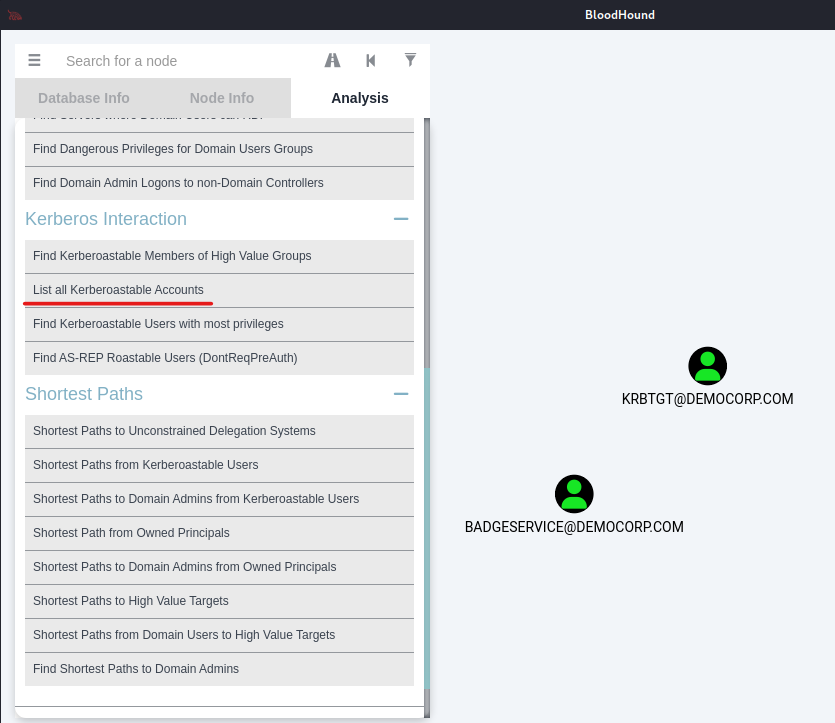 BloodHound
Search for a node
Database Info
Node Info
Analysis
Find Dangerous Privileges for Domain Users Groups
Find Domain Admin Logons to non-Domain Controllers
Kerberos Interaction
Find Kerberoastable Members of High Value Groups
List all Kerberoastable Accounts
Find Kerberoastable Users with most privileges
Find AS-REP Roastable Users (DontReqPreAuth)
Shortest Paths
Shortest Paths to Unconstrained Delegation Systems
Shortest Paths from Kerberoastable Users
Shortest Paths to Domain Admins from Kerberoastable Users
Shortest Path from Owned Principals
Shortest Paths to Domain Admins from Owned Principals
Shortest Paths to High Value Targets
Shortest Paths from Domain Users to High Value Targets
Find Shortest Paths to Domain Admins
KRBTGT@DEMOCORP.COM
BADGESERVICE@DEMOCORP.COM